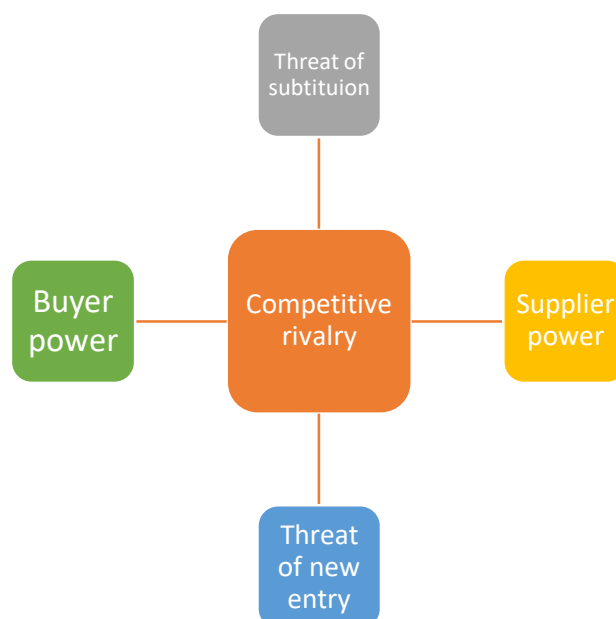 Threat of
subtituion
Buyer
power
Competitive
rivalry
Supplier
power
Threat
of new
entry